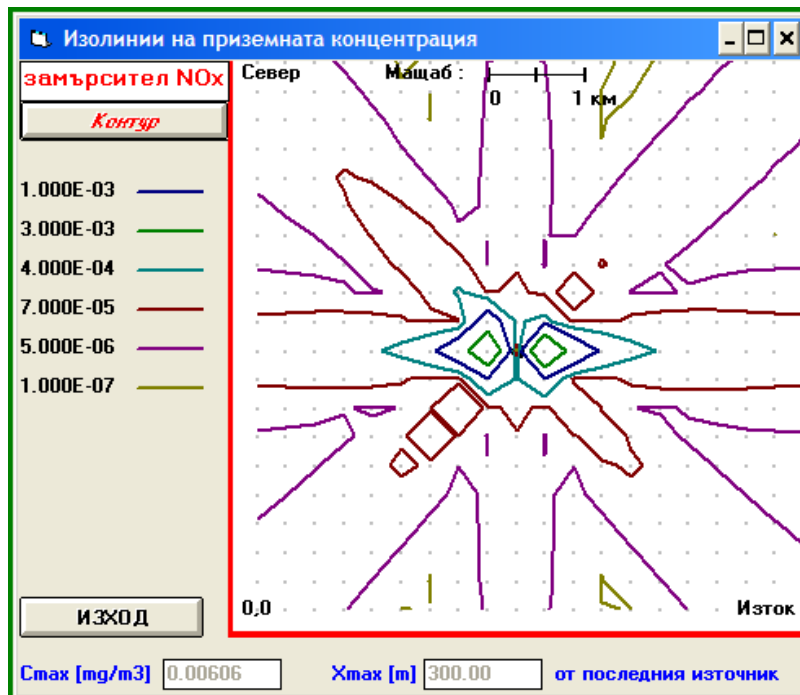 Изолинии на приземната концентрация
замърсител NOx
Контур
1.000E-03
3.000E-03
4.000E-04
7.000E-05
5.000E-06
1.000E-07
ИЗХОД
Север
Мащаб :
0 1 км
0,0
Изток
Cmax [mg/m3] 0.00606 Xmax [m] 300.00 от последния източник